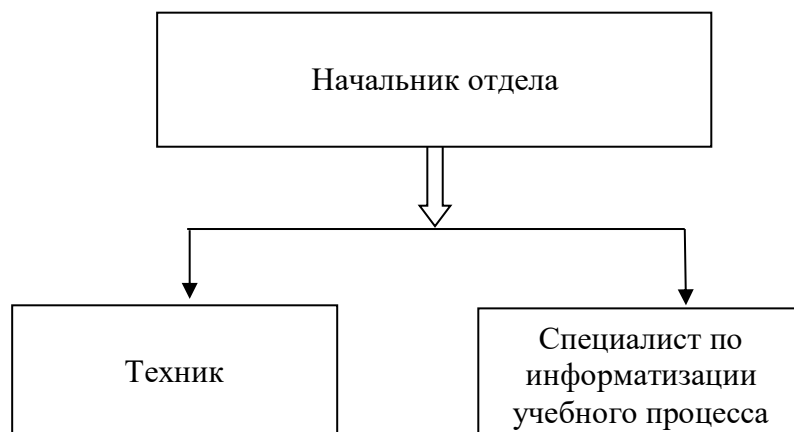 Начальник отдела
Техник
Специалист по
информатизации
учебного процесса